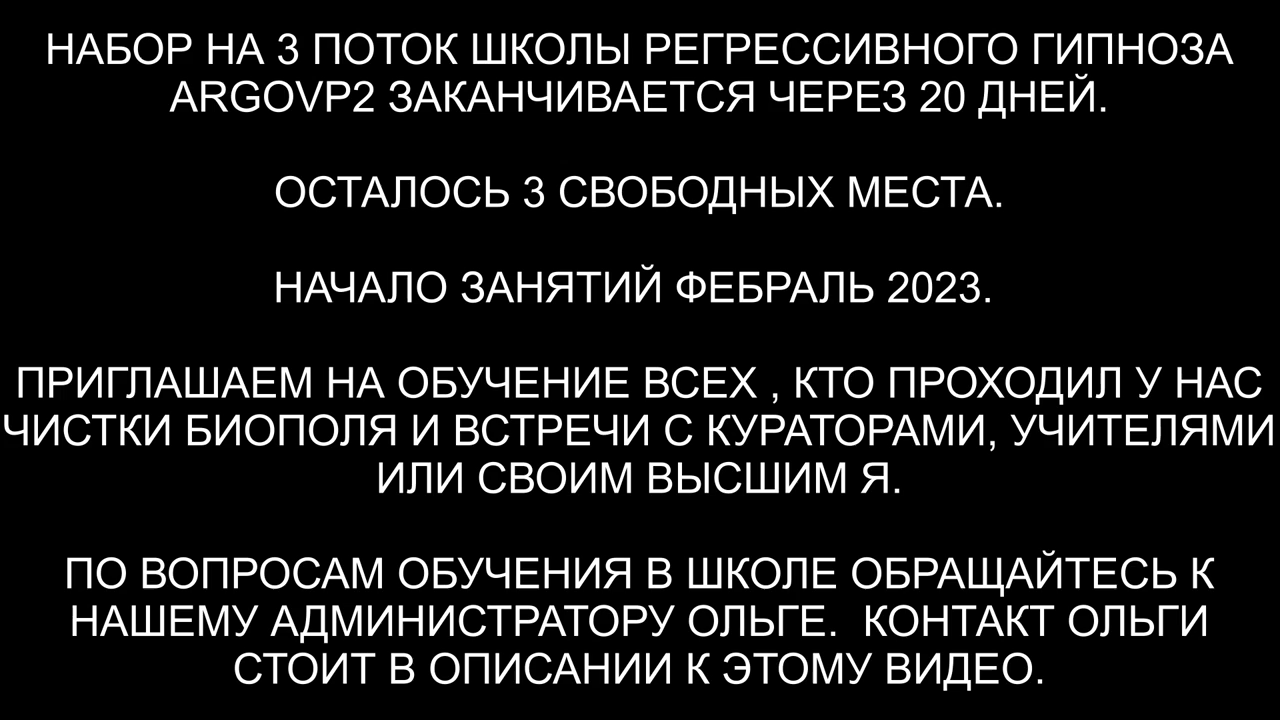 НАБОР НА 3 ПОТОК ШКОЛЫ РЕГРЕССИВНОГО ГИПНОЗА
ARGOVP2 ЗАКАНЧИВАЕТСЯ ЧЕРЕЗ 20 ДНЕЙ.
ОСТАЛОСЬ 3 СВОБОДНЫХ МЕСТА.
НАЧАЛО ЗАНЯТИЙ ФЕБРАЛЬ 2023.
ПРИГЛАШАЕМ НА ОБУЧЕНИЕ ВСЕХ , КТО ПРОХОДИЛ У НАС
ЧИСТКИ БИОПОЛЯ И ВСТРЕЧИ С КУРАТОРАМИ, УЧИТЕЛЯМИ
ИЛИ СВОИМ ВЫСШИМ Я.
ПО ВОПРОСАМ ОБУЧЕНИЯ В ШКОЛЕ ОБРАЩАЙТЕСЬ К
НАШЕМУ АДМИНИСТРАТОРУ ОЛЬГЕ.  КОНТАКТ ОЛЬГИ
СТОИТ В ОПИСАНИИ К ЭТОМУ ВИДЕО.